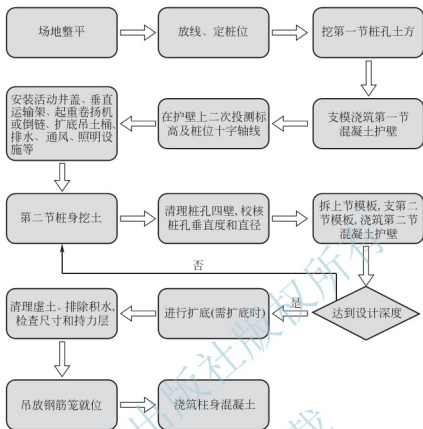 场地整平
放线、定桩位
挖第一节桩孔土方
支模浇筑第一节
混凝土护壁
在护壁上二次投测标
高及桩位十字轴线
安装活动井盖、垂直
运输架、起重卷扬机
或倒链、扩底吊土桶、
排水、通风、照明设
施等
第二节桩身挖土
清理桩孔四壁,校核
桩孔垂直度和直径
拆上节模板,支第二
节模板,浇筑第二节
混凝土护壁
否
达到设计深度
是
进行扩底(需扩底时)
清理虚土、排除积水,
检查尺寸和持力层
吊放钢筋笼就位
浇筑柱身混凝土
出版社版权所有